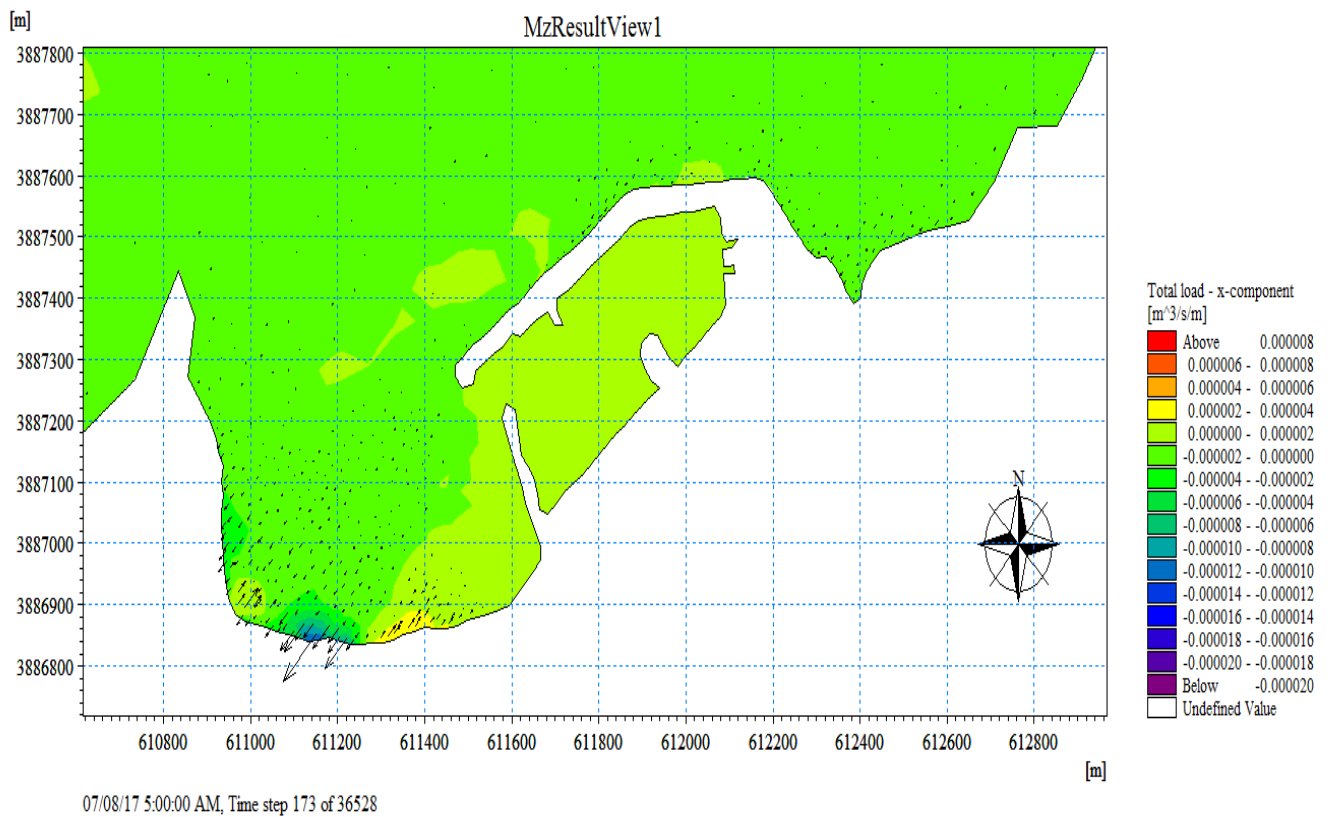 [m]
MzResultView1
3887800
3887700
3887600
3887500
3887400
3887300
3887200
3887100
3887000
3886900
3886800
610800 611000 611200 611400 611600 611800 612000 612200 612400 612600 612800
[m]
N
Total load - x-component
[m^3/s/m]
Above 0.000008
0.000006 - 0.000008
0.000004 - 0.000006
0.000002 - 0.000004
0.000000 - 0.000002
-0.000002 - 0.000000
-0.000004 - -0.000002
-0.000006 - -0.000004
-0.000008 - -0.000006
-0.000010 - -0.000008
-0.000012 - -0.000010
-0.000014 - -0.000012
-0.000016 - -0.000014
-0.000018 - -0.000016
-0.000020 - -0.000018
Below -0.000020
Undefined Value
07/08/17 5:00:00 AM, Time step 173 of 36528